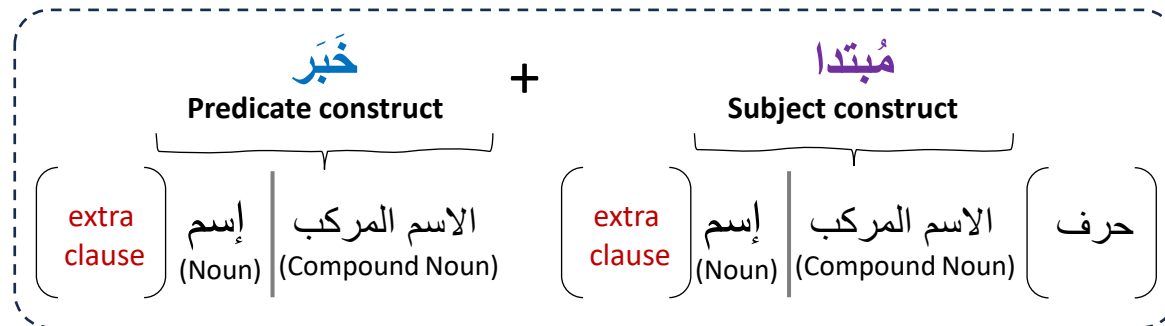 خَبَر + مُبتدا
Predicate construct Subject construct
extra clause إسم (Noun) | الاسم المركب (Compound Noun)
extra clause إسم (Noun) | الاسم المركب (Compound Noun) حرف